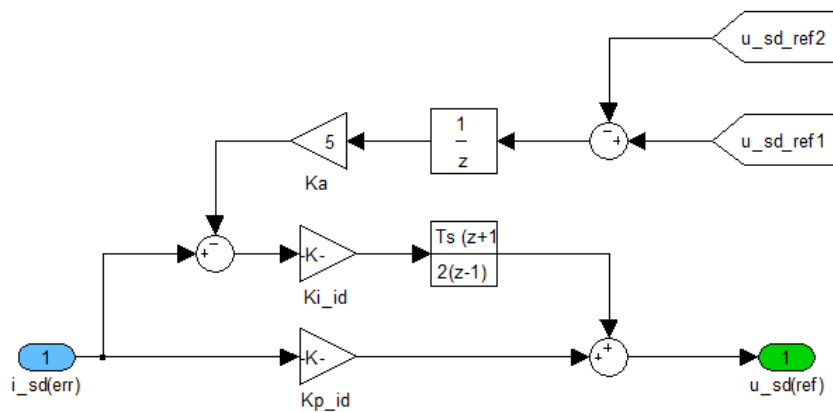 u_sd_ref2
1
z
5
Ka
- +
u_sd_ref1
+ -
-K-
Ki_id
Ts (z+1
2(z-1)
1
i_sd(err)
-K-
Kp_id
+ +
1
u_sd(ref)